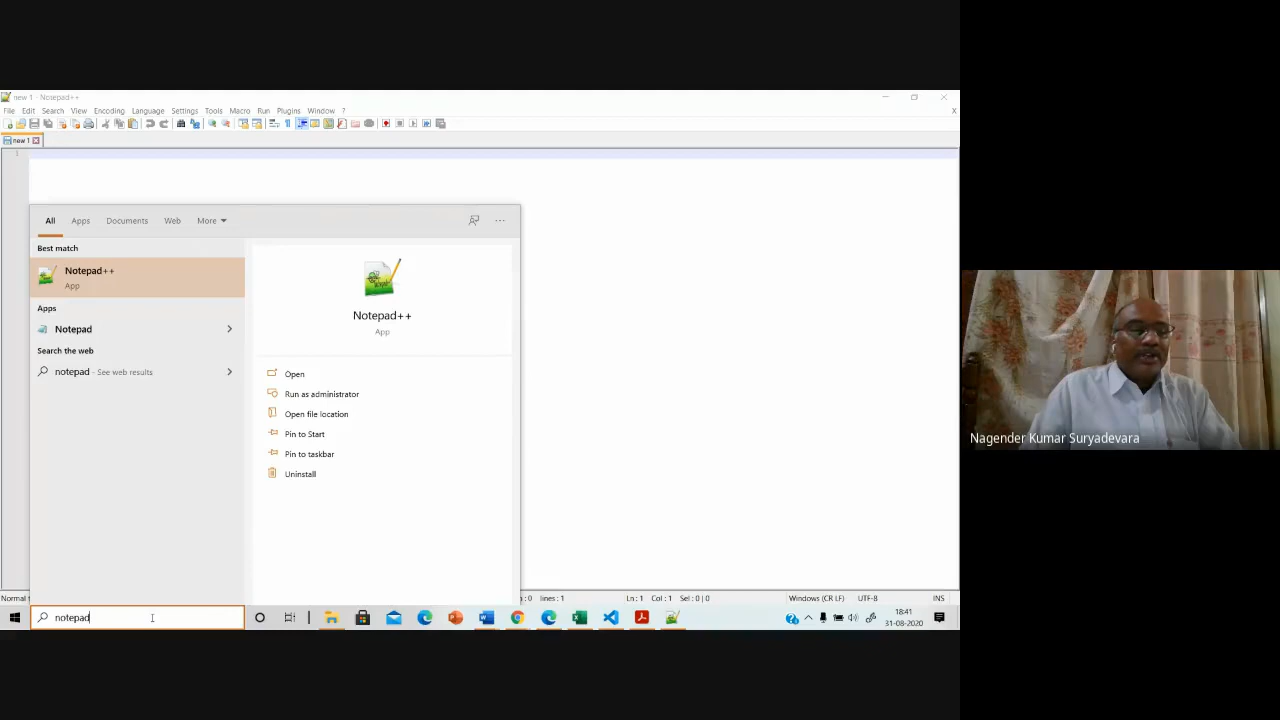 new 1 - Notepad++
File Edit Search View Encoding Language Settings Tools Macro Run Plugins Window ? X
new 1
1
All Apps Documents Web More
Best match
Notepad++
App
Apps
Notepad
Search the web
notepad - See web results
Notepad++
App
Open
Run as administrator
Open file location
Pin to Start
Pin to taskbar
Uninstall
Nagender Kumar Suryadevara
Normal
: 0 lines : 1 Ln : 1 Col : 1 Sel : 0 | 0 Windows (CR LF) UTF-8 INS
notepad
18:41
31-08-2020